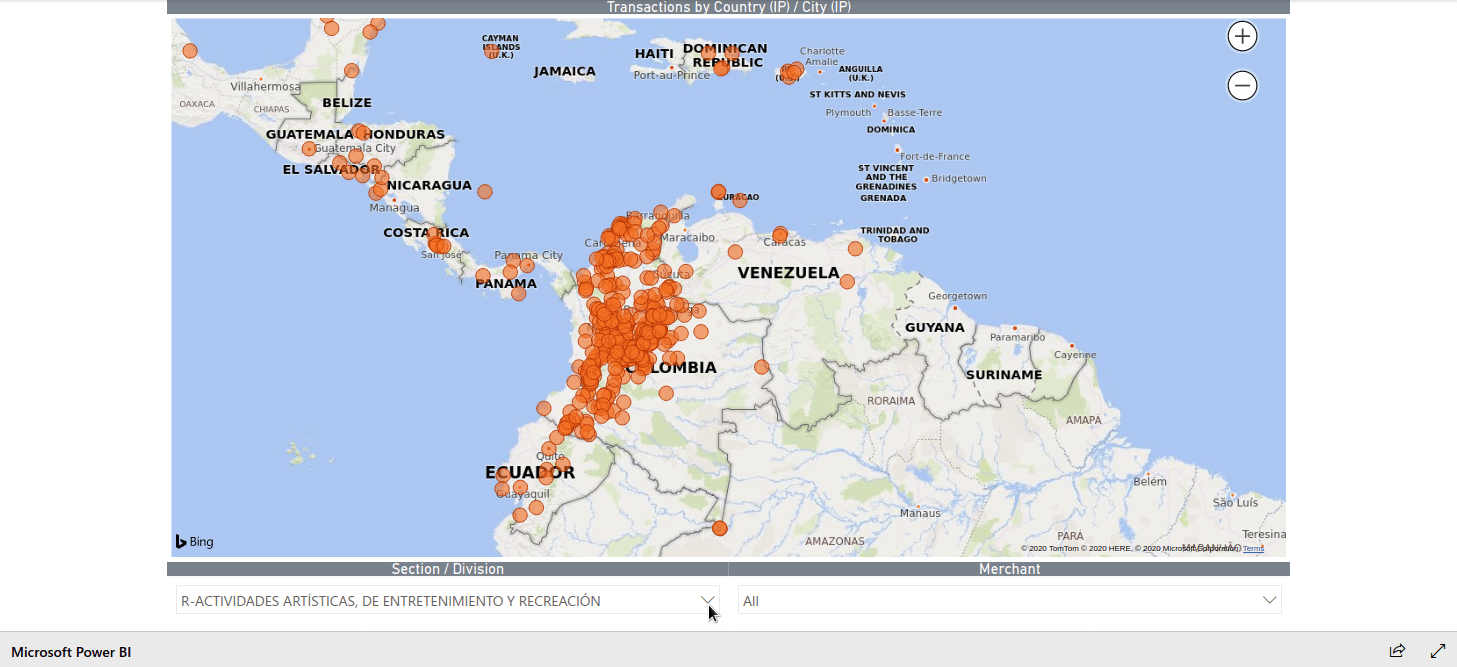 Transactions by Country (IP) / City (IP)
CAYMAN
ISLANDS
(U.K.)
HAITI
DOMINICAN
REPUBLIC
JAMAICA
Port-au-Prince
Charlotte
Amalie
(U.S.)
ANGUILLA
(U.K.)
Villahermosa
OAXACA
CHIAPAS
BELIZE
ST KITTS AND NEVIS
Plymouth
Basse-Terre
DOMINICA
GUATEMALA
HONDURAS
Guatemala City
Fort-de-France
EL SALVADOR
NICARAGUA
ST VINCENT
AND THE
GRENADINES
Bridgetown
GRENADA
CURACAO
Managua
Barranquilla
COSTA RICA
San José
Panama City
Cartagena
Maracaibo
Caracas
TRINIDAD AND
TOBAGO
PANAMA
Cúcuta
VENEZUELA
Georgetown
GUYANA
Paramaribo
Cayenne
COLOMBIA
SURINAME
RORAIMA
AMAPÁ
Quito
ECUADOR
Guayaquil
Belém
São Luís
Manaus
AMAZONAS
PARÁ
Teresina
MARANHÃO
Bing
© 2020 TomTom © 2020 HERE, © 2020 Microsoft Corporation Terms
Section / Division
Merchant
R-ACTIVIDADES ARTÍSTICAS, DE ENTRETENIMIENTO Y RECREACIÓN
All
Microsoft Power BI